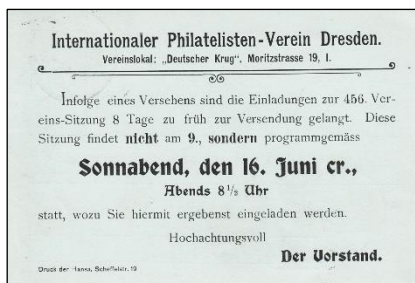 Internationaler Philatelisten-Verein Dresden.
Vereinslokal: „Deutscher Krug“, Moritzstrasse 19, I.
Infolge eines Versehens sind die Einladungen zur 456. Ver-
eins-Sitzung 8 Tage zu früh zur Versendung gelangt. Diese
Sitzung findet nicht am 9., sondern programmgemäss
Sonnabend, den 16. Juni cr.,
Abends 8½ Uhr
statt, wozu Sie hiermit ergebenst eingeladen werden.
Hochachtungsvoll
Der Vorstand.
Druck der Hansa, Scheffelstr. 19